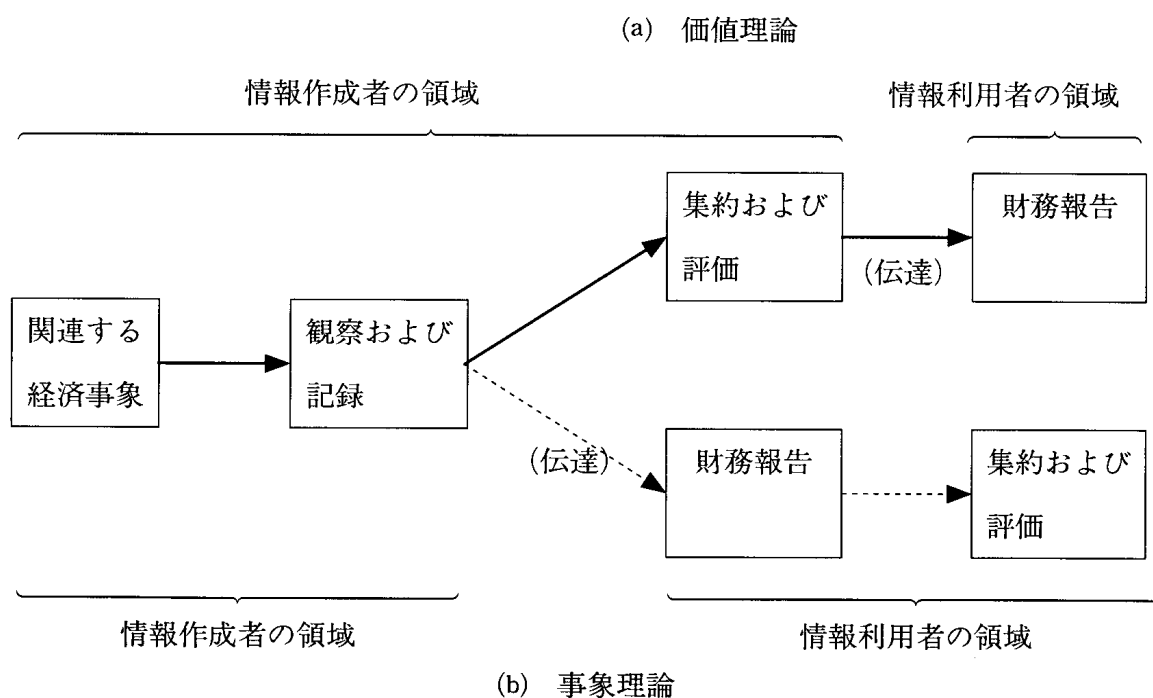 (a) 価値理論
情報作成者の領域
情報利用者の領域
集約および
評価
(伝達)
財務報告
関連する
経済事象
観察および
記録
(伝達)
財務報告
集約および
評価
情報作成者の領域
情報利用者の領域
(b) 事象理論